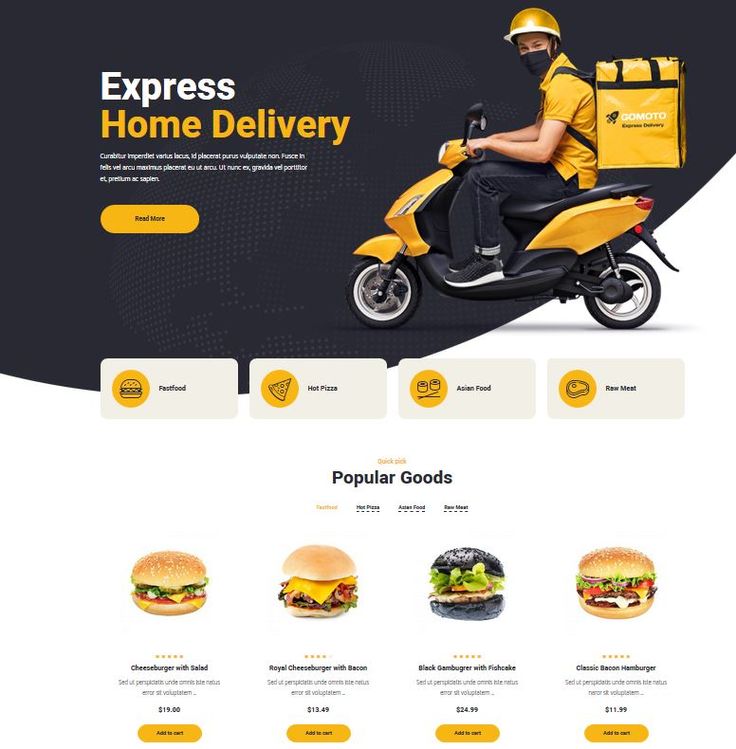 Express
Home Delivery
Curabitur imperdiet varius lacus, id placerat purus vulputate non. Fusce in
felis vel arcu maximus placerat eu ut arcu. Ut nunc ex, gravida vel porttitor
et, pretium ac sapien.
Read More
GOMOTO
Express Delivery
Fastfood
Hot Pizza
Asian Food
Raw Meat
Quick pick
Popular Goods
Fastfood Hot Pizza Asian Food Raw Meat
Cheeseburger with Salad
Royal Cheeseburger with Bacon
Black Gambugrer with Fishcake
Classic Bacon Hamburger
Sed ut perspidatis unde omnis iste natus
error sit voluptatem ...
Sed ut perspidatis unde omnis iste natus
error sit voluptatem ...
Sed ut perspidatis unde omnis iste natus
error sit voluptatem ...
Sed ut perspidatis unde omnis iste natus
naror sit voluptatem ...
$19.00
$13.49
$24.99
$11.99
Add to cart
Add to cart
Add to cart
Add to cart